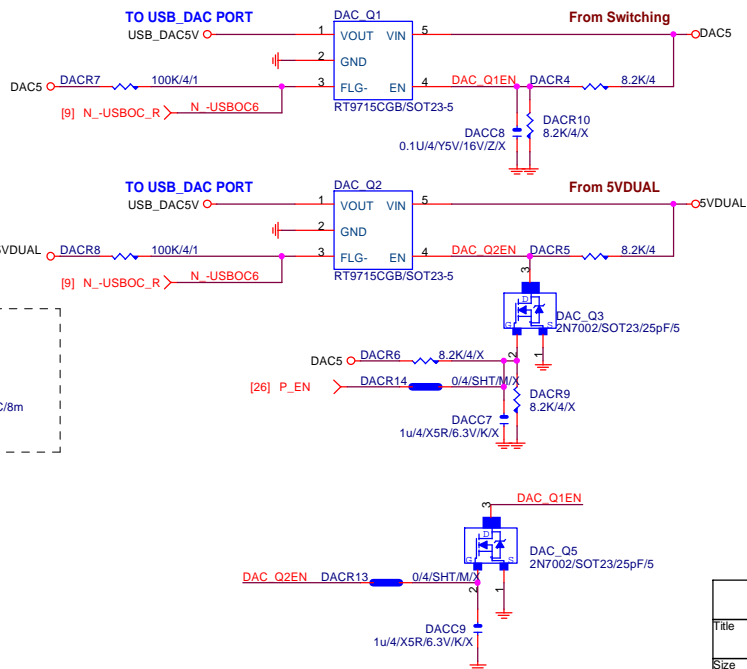 TO USB_DAC PORT
USB_DAC5V
DAC_Q1
1
VOUT VIN
5
2
GND
3
FLG- EN
4
RT9715CGB/SOT23-5
From Switching
DAC5
DAC5
DACR7
100K/4/1
[9] N_-USBOC_R
N_-USBOC6
DAC_Q1EN
DACR4
8.2K/4
DACR10
8.2K/4/X
DACC8
0.1U/4/Y5V/16V/Z/X
TO USB_DAC PORT
USB_DAC5V
DAC_Q2
1
VOUT VIN
5
2
GND
3
FLG- EN
4
RT9715CGB/SOT23-5
From 5VDUAL
5VDUAL
VDUAL
DACR8
100K/4/1
[9] N_-USBOC_R
N_-USBOC6
DAC_Q2EN
DACR5
8.2K/4
3
D
G
S
DAC_Q3
2N7002/SOT23/25pF/5
2
1
DAC5
DACR6
8.2K/4/X
[26] P_EN
DACR14
0/4/SHT/M/X
DACR9
8.2K/4/X
DACC7
1u/4/X5R/6.3V/K/X
C/8m
DAC_Q1EN
3
D
G
S
DAC_Q5
2N7002/SOT23/25pF/5
2
1
DAC_Q2EN
DACR13
0/4/SHT/M/X
DACC9
1u/4/X5R/6.3V/K/X
Title
Size